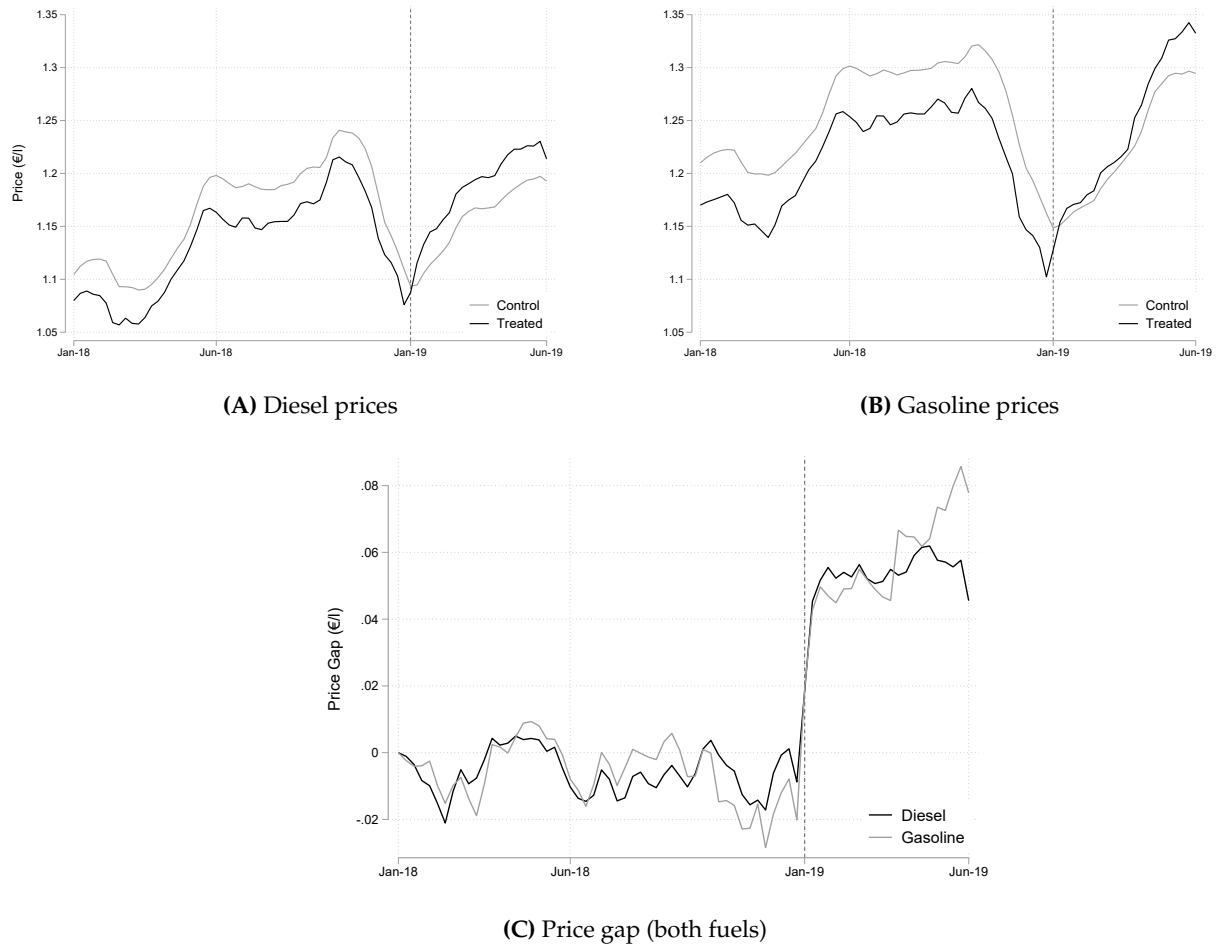 Price (€/l)
1.35
1.3
1.25
1.2
1.15
1.1
1.05
Control
Treated
Jan-18 Jun-18 Jan-19 Jun-19
(A) Diesel prices
1.35
1.3
1.25
1.2
1.15
1.1
1.05
Control
Treated
Jan-18 Jun-18 Jan-19 Jun-19
(B) Gasoline prices
Price Gap (€/l)
.08
.06
.04
.02
0
-.02
Diesel
Gasoline
Jan-18 Jun-18 Jan-19 Jun-19
(C) Price gap (both fuels)